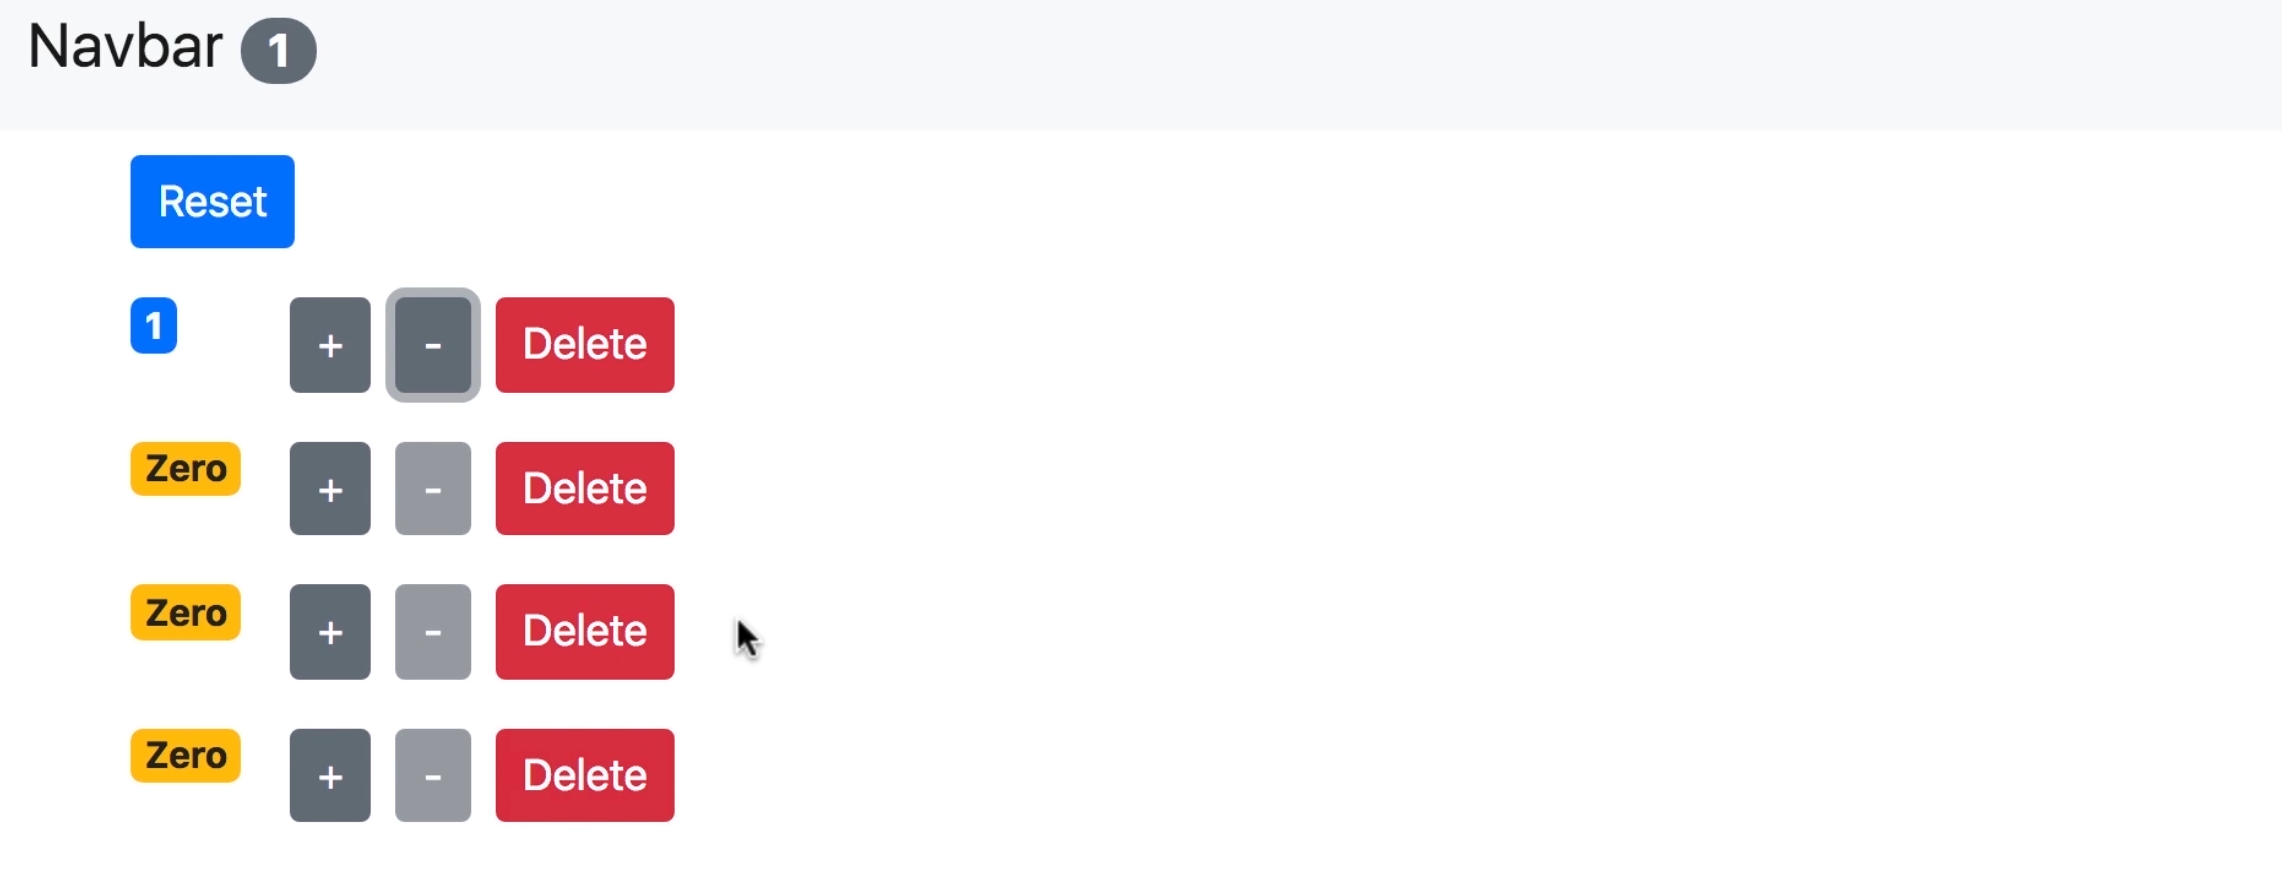 Navbar 1
Reset
1 + - Delete
Zero + - Delete
Zero + - Delete
Zero + - Delete